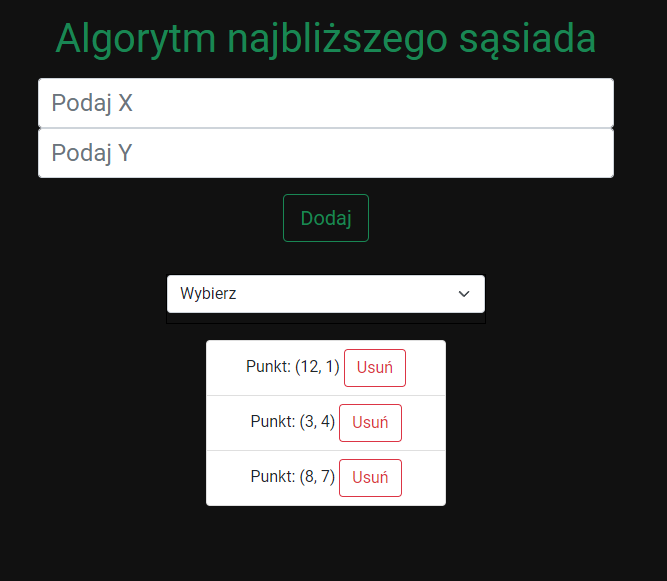 Algorytm najbliższego sąsiada
Podaj X
Podaj Y
Dodaj
Wybierz
Punkt: (12, 1) Usuń
Punkt: (3, 4) Usuń
Punkt: (8, 7) Usuń